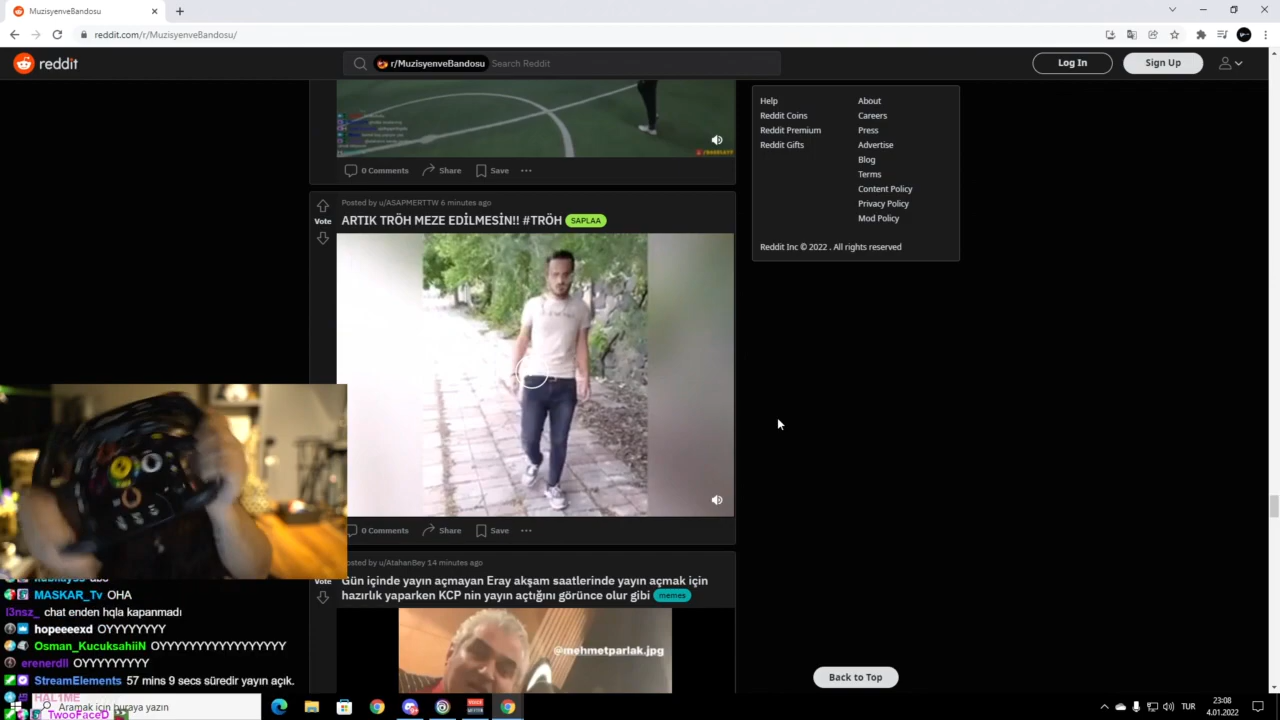 MuzisyenveBandosu
reddit.com/r/MuzisyenveBandosu/
reddit
r/MuzisyenveBandosu
Search Reddit
Log In
Sign Up
0 Comments
Share
Save
Help
Reddit Coins
Reddit Premium
Reddit Gifts
About
Careers
Press
Advertise
Blog
Terms
Content Policy
Privacy Policy
Mod Policy
Reddit Inc © 2022 . All rights reserved
Posted by u/ASAPMERTTW 6 minutes ago
Vote
ARTIK TRÖH MEZE EDİLMESİN!! #TRÖH SAPLAA
0 Comments
Share
Save
osted by u/AtahanBey 14 minutes ago
Vote
Gün içinde yayın açmayan Eray akşam saatlerinde yayın açmak için
hazırlık yaparken KCP nin yayın açtığını görünce olur gibi memes
@mehmetparlak.jpg
Back to Top
MASKAR_Tv OHA
l3nsz_ chat enden hqla kapanmadı
hopeeexd OYYYYYYY
Osman_KucuksahiiN OYYYYYYYYYYYYYYYYY
erenerdll OYYYYYYYYY
StreamElements 57 mins 9 secs süredir yayın açık.
HAL1ME
Aramak için buraya yazın
TwooFaceD
TUR
23:08
4.01.2022